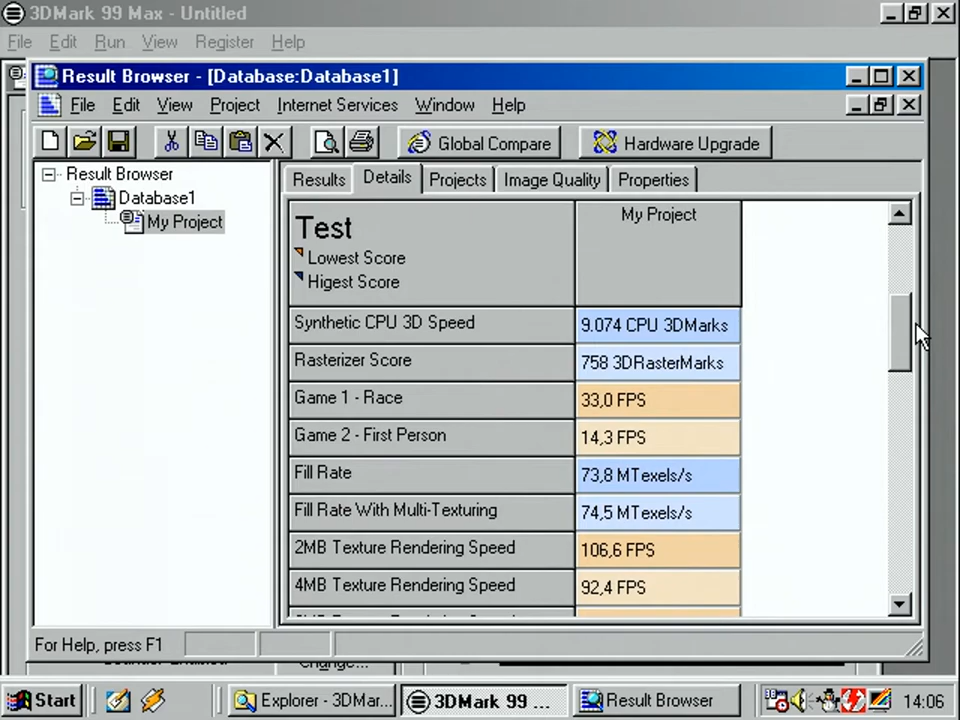 3DMark 99 Max - Untitled
File Edit Run View Register Help
Result Browser - [Database:Database1]
File Edit View Project Internet Services Window Help
Global Compare Hardware Upgrade
Result Browser
Database1
My Project
Results Details Projects Image Quality Properties
Test My Project
Lowest Score
Higest Score
Synthetic CPU 3D Speed 9.074 CPU 3DMarks
Rasterizer Score 758 3DRasterMarks
Game 1 - Race 33,0 FPS
Game 2 - First Person 14,3 FPS
Fill Rate 73,8 MTexels/s
Fill Rate With Multi-Texturing 74,5 MTexels/s
2MB Texture Rendering Speed 106,6 FPS
4MB Texture Rendering Speed 92,4 FPS
For Help, press F1
Change...
Start Explorer - 3DMar... 3DMark 99 ... Result Browser 14:06